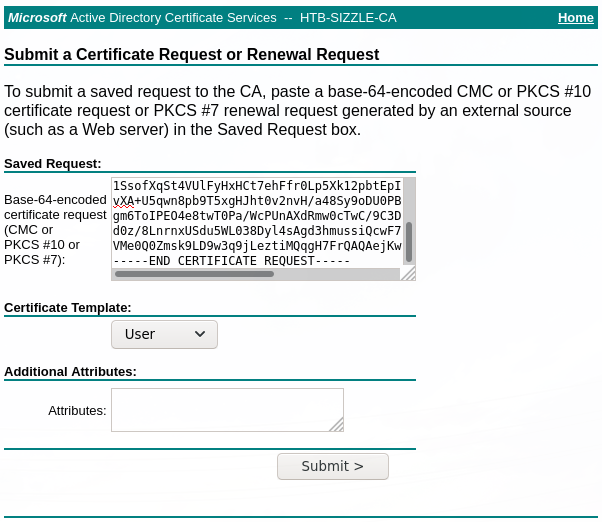 Microsoft Active Directory Certificate Services -- HTB-SIZZLE-CA Home
Submit a Certificate Request or Renewal Request
To submit a saved request to the CA, paste a base-64-encoded CMC or PKCS #10
certificate request or PKCS #7 renewal request generated by an external source
(such as a Web server) in the Saved Request box.
Saved Request:
Base-64-encoded
certificate request
(CMC or
PKCS #10 or
PKCS #7):
1SsofXqSt4VUlFyHxHCt7ehFfr0Lp5Xk12pbtEpI
vXA+U5qwn8pb9T5xgHJht0v2nvH/a48Sy9oDU0PB
gm6ToIPEO4e8twT0Pa/WcPUnAXdRmw0cTwC/9C3D
d0z/8LnrnxUSdu5WL038Dyl4sAgd3hmussiQcwF7
VMe0Q0Zmsk9LD9w3q9jLeztiMQqgH7FrQAQAejKw
-----END CERTIFICATE REQUEST-----
Certificate Template:
User
Additional Attributes:
Attributes:
Submit >